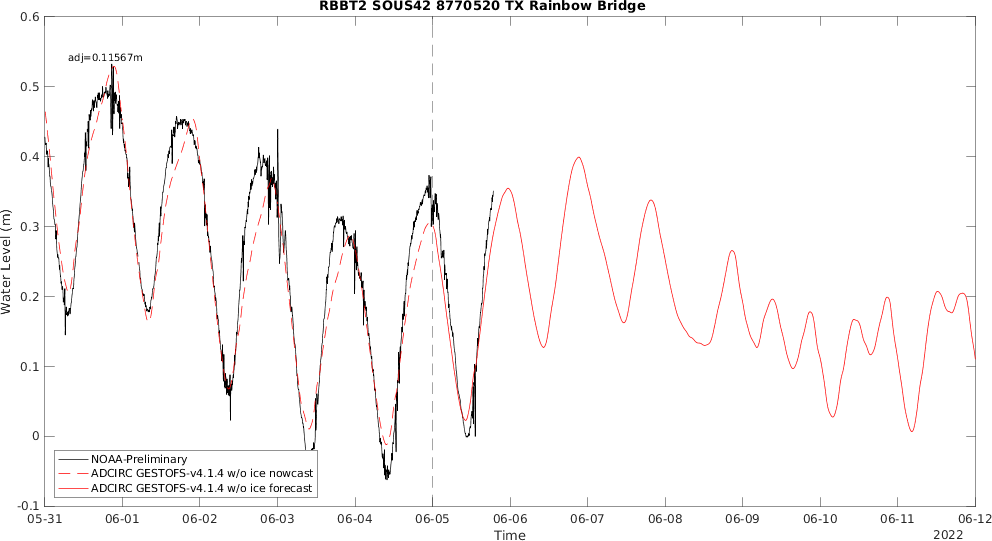 RBBT2 SOUS42 8770520 TX Rainbow Bridge
adj=0.11567m
Water Level (m)
0.6
0.5
0.4
0.3
0.2
0.1
0
-0.1
NOAA-Preliminary
ADCIRC GESTOFS-v4.1.4 w/o ice nowcast
ADCIRC GESTOFS-v4.1.4 w/o ice forecast
05-31 06-01 06-02 06-03 06-04 06-05 06-06 06-07 06-08 06-09 06-10 06-11 06-12
Time
2022